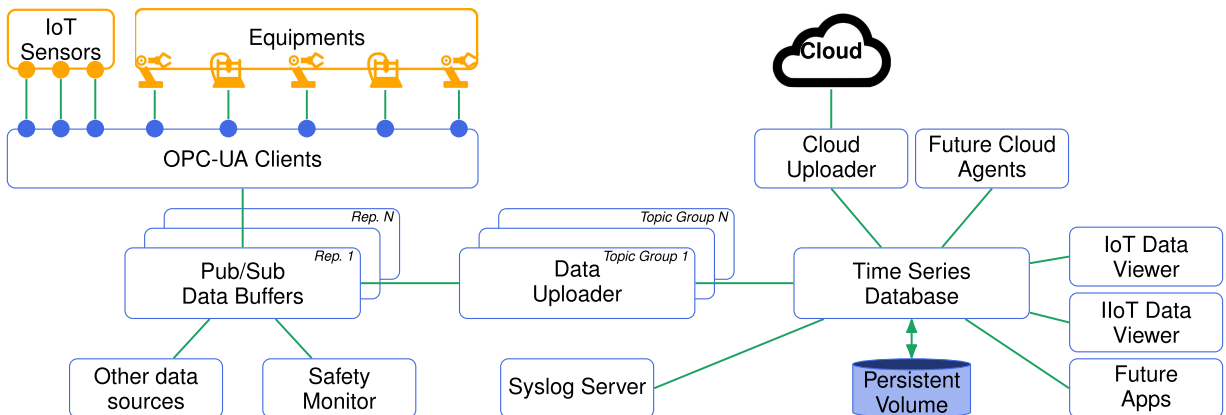 IoT
Sensors
Equipments
Cloud
OPC-UA Clients
Cloud
Uploader
Future Cloud
Agents
Rep. N
Rep. 1
Pub/Sub
Data Buffers
Topic Group N
Topic Group 1
Data
Uploader
Time Series
Database
IoT Data
Viewer
IIoT Data
Viewer
Other data
sources
Safety
Monitor
Syslog Server
Persistent
Volume
Future
Apps